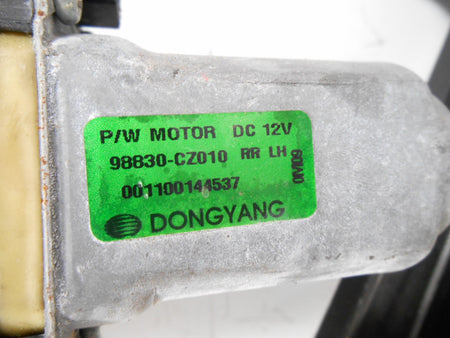 P/W MOTOR DC 12V
98830-CZ010 RR LH
001100144537
DONGYANG